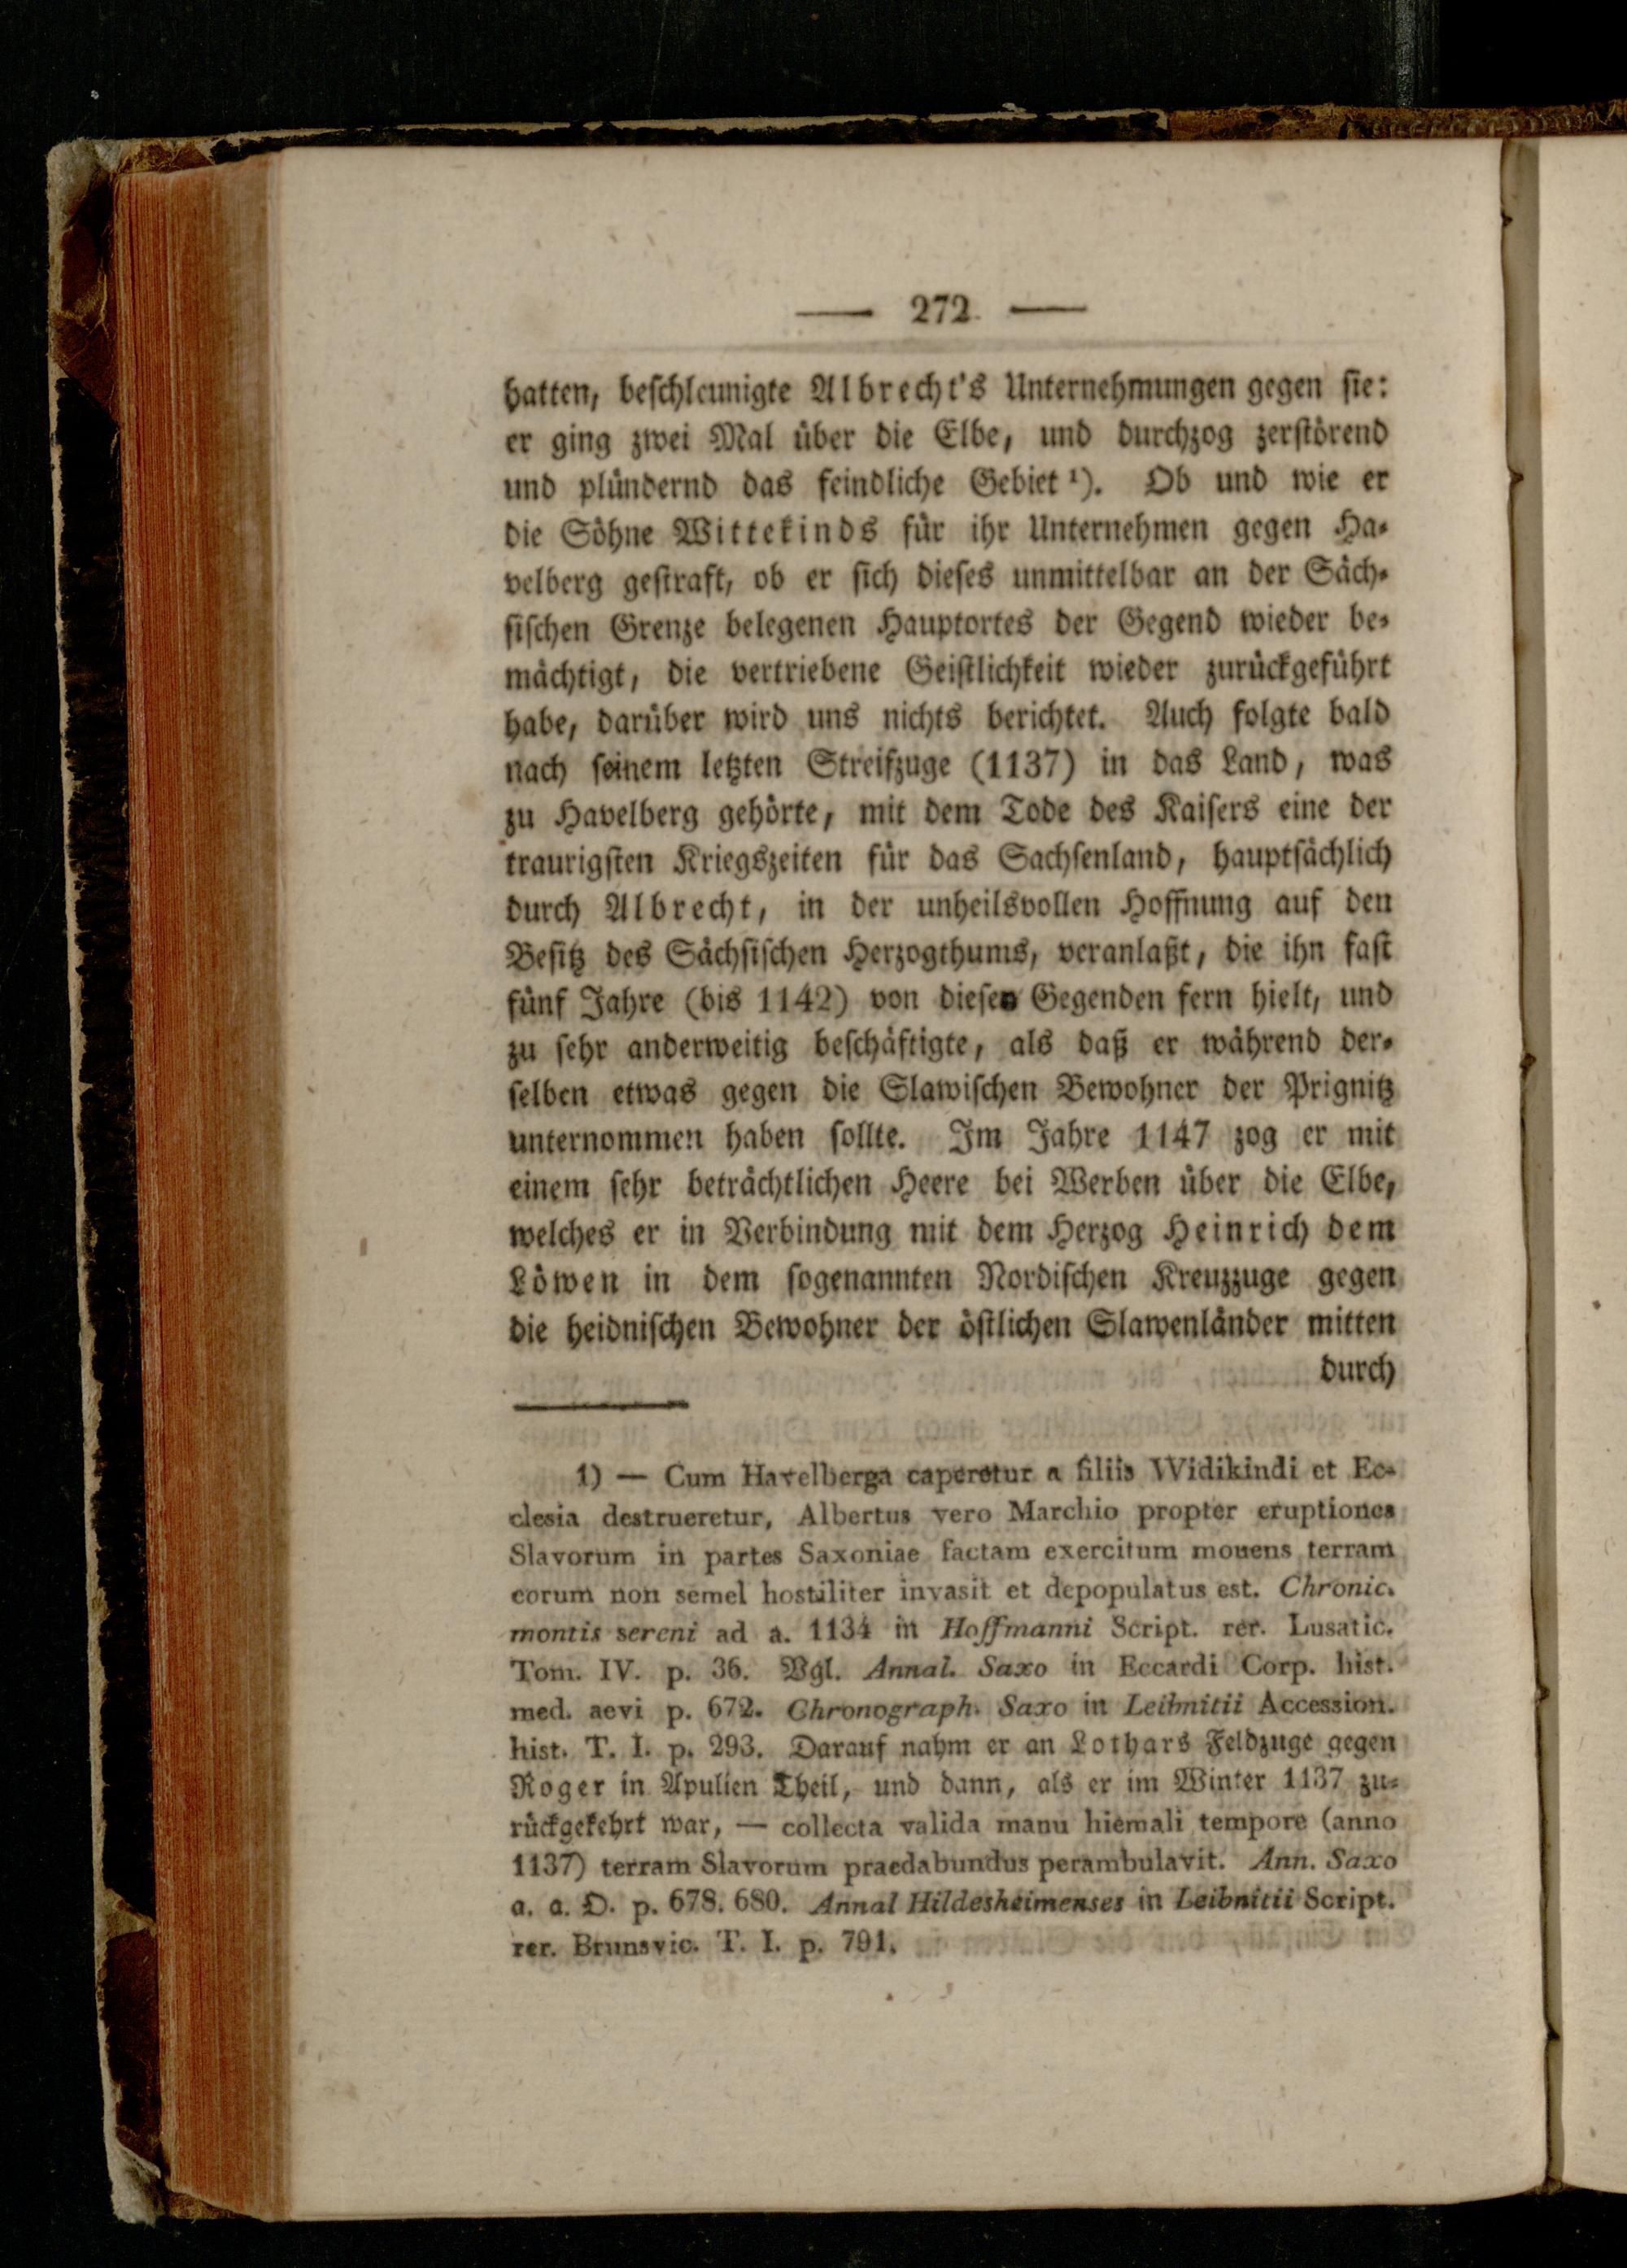 — 272 —
hatten, beschleunigte Albrecht's Unternehmungen gegen sie:
er ging zwei Mal über die Elbe, und durchzog zerstörend
und plündernd das feindliche Gebiet ¹). Ob und wie er
die Söhne Wittekinds für ihr Unternehmen gegen Ha-
velberg gestraft, ob er sich dieses unmittelbar an der Säch-
sischen Grenze belegenen Hauptortes der Gegend wieder be-
mächtigt, die vertriebene Geistlichkeit wieder zurückgeführt
habe, darüber wird uns nichts berichtet. Auch folgte bald
nach seinem letzten Streifzuge (1137) in das Land, was
zu Havelberg gehörte, mit dem Tode des Kaisers eine der
traurigsten Kriegszeiten für das Sachsenland, hauptsächlich
durch Albrecht, in der unheilsvollen Hoffnung auf den
Besitz des Sächsischen Herzogthums, veranlaßt, die ihn fast
fünf Jahre (bis 1142) von diesen Gegenden fern hielt, und
zu sehr anderweitig beschäftigte, als daß er während der-
selben etwas gegen die Slawischen Bewohner der Prignitz
unternommen haben sollte. Im Jahre 1147 zog er mit
einem sehr beträchtlichen Heere bei Werben über die Elbe,
welches er in Verbindung mit dem Herzog Heinrich dem
Löwen in dem sogenannten Nordischen Kreuzzuge gegen
die heidnischen Bewohner der östlichen Slawenländer mitten
durch
1) — Cum Havelberga caperetur a filiis Widikindi et Ec-
clesia destrueretur, Albertus vero Marchio propter eruptiones
Slavorum in partes Saxoniae factam exercitum mouens terram
eorum non semel hostiliter invasit et depopulatus est. Chronic.
montis sereni ad a. 1134 in Hoffmanni Script. rer. Lusatic.
Tom. IV. p. 36. Vgl. Annal. Saxo in Eccardi Corp. hist.
med. aevi p. 672. Chronograph. Saxo in Leibnitii Accession.
hist. T. I. p. 293. Darauf nahm er an Lothars Feldzuge gegen
Roger in Apulien Theil, und dann, als er im Winter 1137 zu-
rückgekehrt war, — collecta valida manu hiemali tempore (anno
1137) terram Slavorum praedabundus perambulavit. Ann. Saxo
a. a. O. p. 678. 680. Annal Hildesheimenses in Leibnitii Script.
rer. Brunsvic. T. I. p. 791.